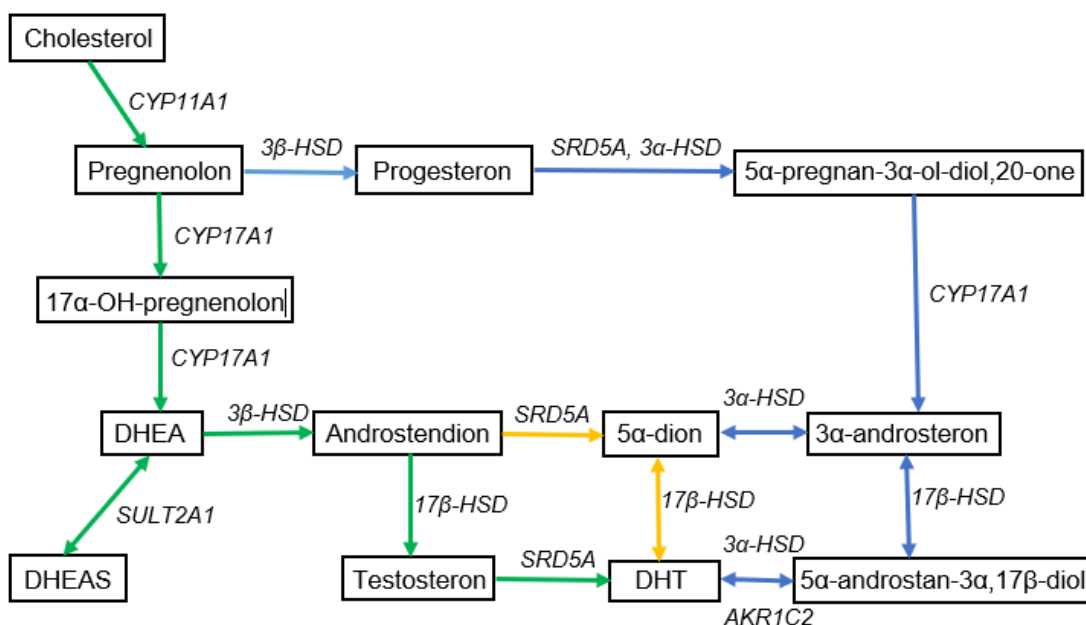 Cholesterol
CYP11A1
3β-HSD
SRD5A, 3α-HSD
Pregnenolon
Progesteron
5α-pregnan-3α-ol-diol,20-one
CYP17A1
CYP17A1
17α-OH-pregnenolon
CYP17A1
3β-HSD
SRD5A
3α-HSD
DHEA
Androstendion
5α-dion
3α-androsteron
SULT2A1
17β-HSD
17β-HSD
17β-HSD
SRD5A
3α-HSD
DHEAS
Testosteron
DHT
5α-androstan-3α,17β-diol
AKR1C2